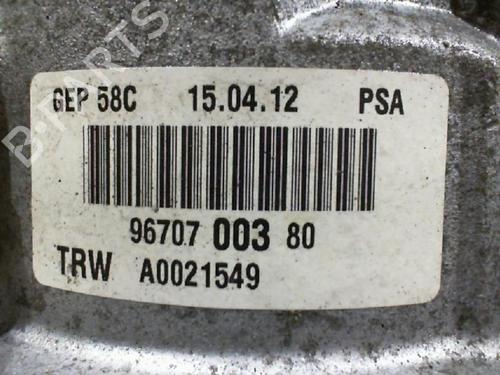 GEP 58C 15.04.12 PSA
96707 003 80
TRW A0021549
B-PARTS